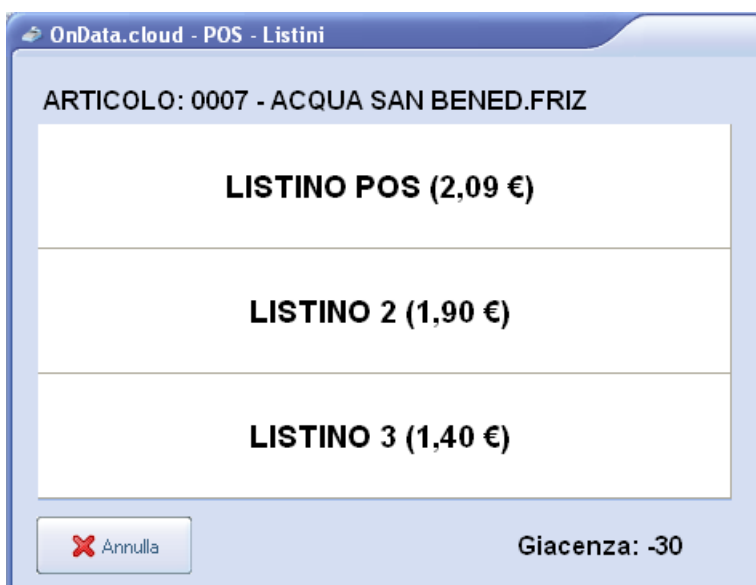 OnData.cloud - POS - Listini
ARTICOLO: 0007 - ACQUA SAN BENED.FRIZ
LISTINO POS (2,09 €)
LISTINO 2 (1,90 €)
LISTINO 3 (1,40 €)
Annulla
Giacenza: -30